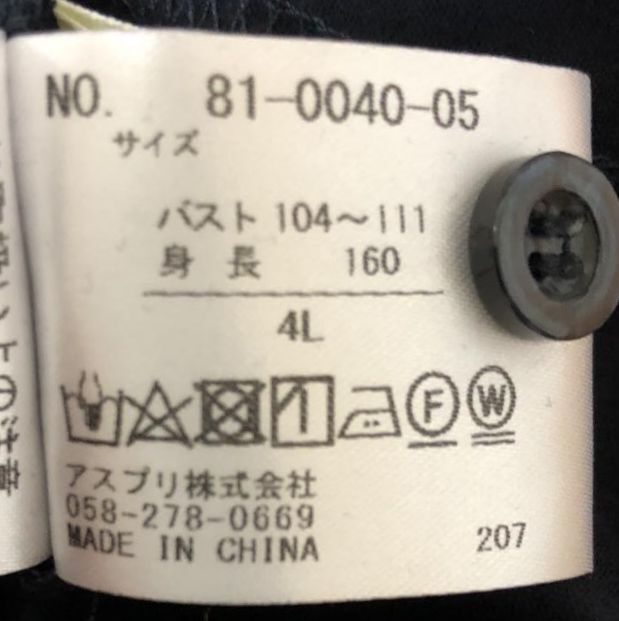 NO. 81-0040-05
サイズ
バスト 104～111
身長 160
4L
F W
アスプリ株式会社
058-278-0669
MADE IN CHINA 207